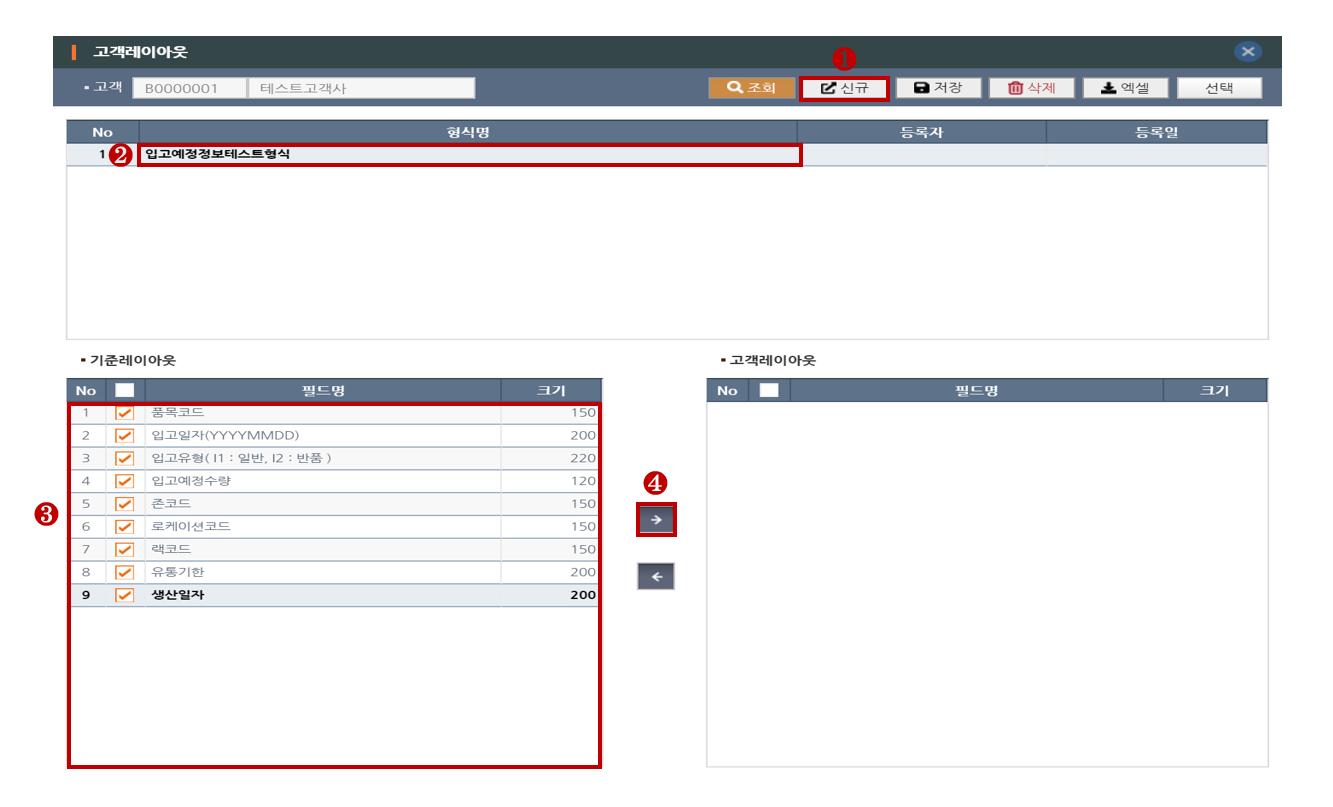 고객레이아웃
❶
▪ 고객 B0000001 테스트고객사 조회 신규 저장 삭제 엑셀 선택
No 형식명 등록자 등록일
1 ❷ 입고예정정보테스트형식
▪ 기준레이아웃
No 필드명 크기
1 품목코드 150
2 입고일자(YYYYMMDD) 200
3 입고유형( I1 : 일반, I2 : 반품 ) 220
4 입고예정수량 120
5 존코드 150
6 로케이션코드 150
7 랙코드 150
8 유통기한 200
9 생산일자 200
❸
❹
▪ 고객레이아웃
No 필드명 크기